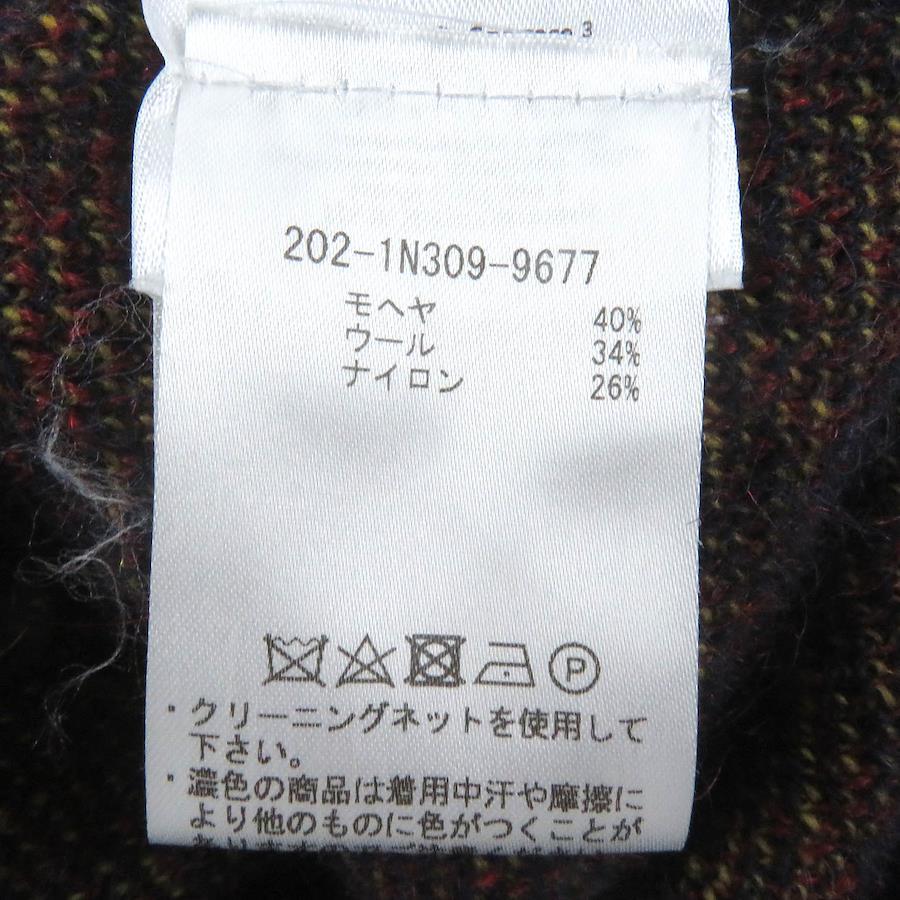 202-1N309-9677
モヘヤ 40%
ウール 34%
ナイロン 26%
P
・クリーニングネットを使用して
下さい。
・濃色の商品は着用中汗や摩擦に
より他のものに色がつくことが